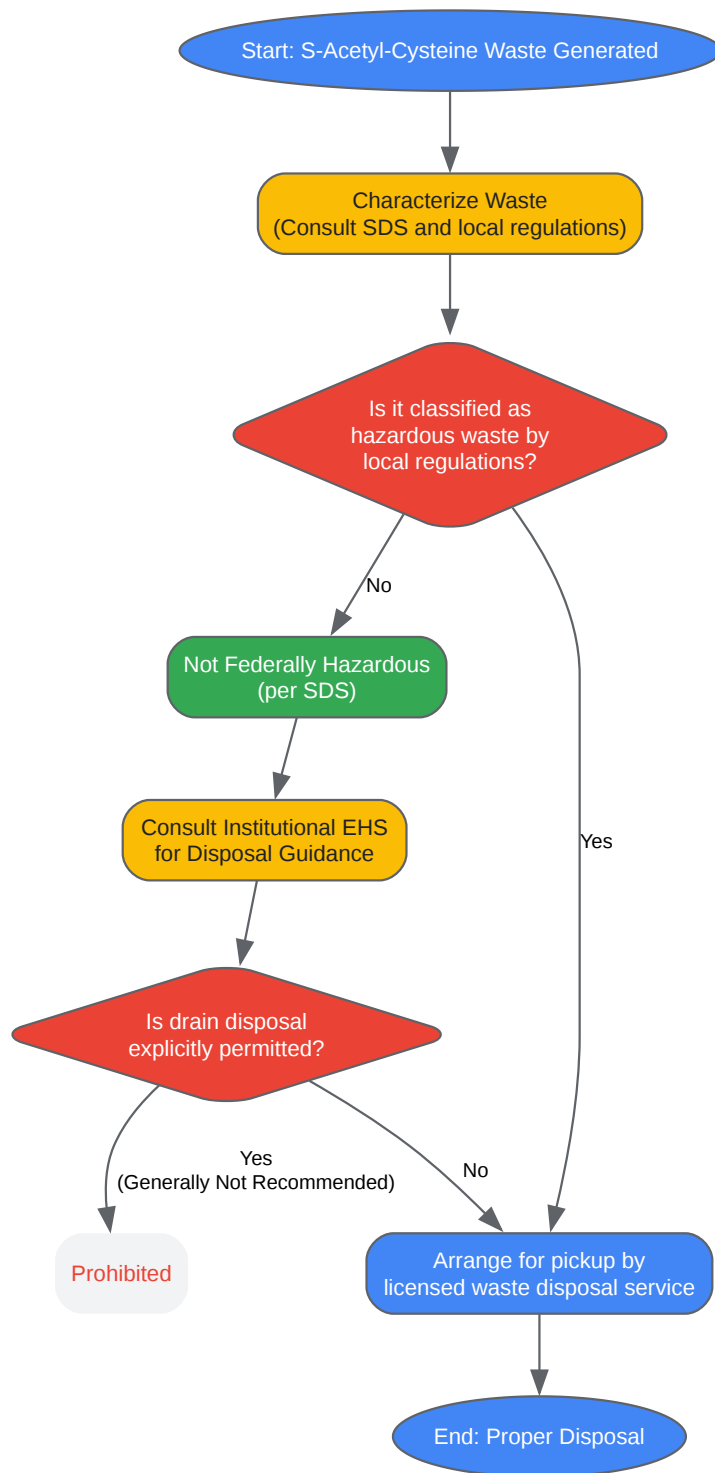 Start: S-Acetyl-Cysteine Waste Generated
Characterize Waste
(Consult SDS and local regulations)
Is it classified as
hazardous waste by
local regulations?
No
Not Federally Hazardous
(per SDS)
Consult Institutional EHS
for Disposal Guidance
Yes
Is drain disposal
explicitly permitted?
Yes
(Generally Not Recommended)
No
Prohibited
Arrange for pickup by
licensed waste disposal service
End: Proper Disposal